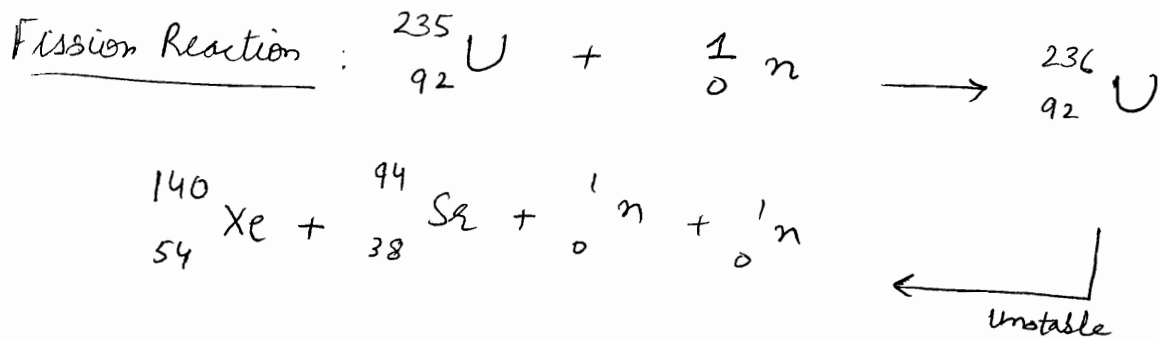 Fission Reaction : ²³⁵₉₂U + ¹₀n ⟶ ²³⁶₉₂U
¹⁴⁰₅₄Xe + ⁹⁴₃₈Sr + ¹₀n + ¹₀n ⟵
Unstable